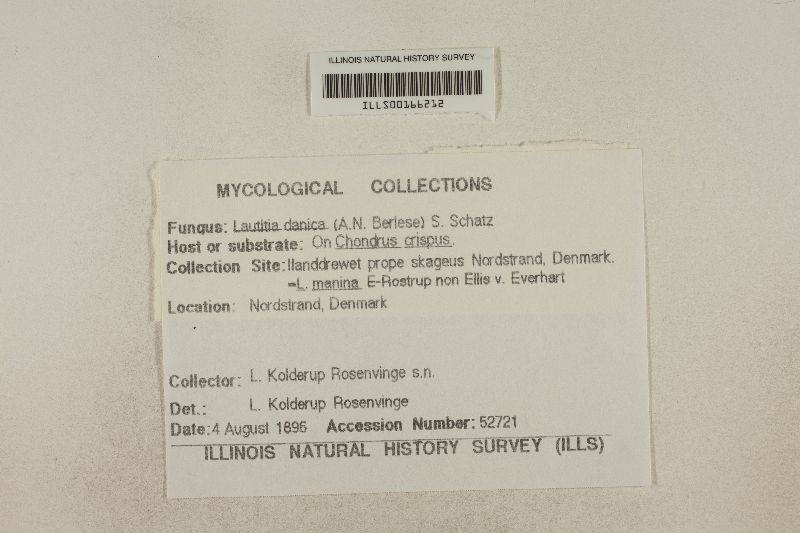 ILLINOIS NATURAL HISTORY SURVEY
ILLS00166212
MYCOLOGICAL COLLECTIONS
Fungus: Lautitia danica (A.N. Berlese) S. Schatz
Host or substrate: On Chondrus crispus.
Collection Site: Ilanddrewet prope skageus Nordstrand, Denmark.
=L. manina E-Rostrup non Ellis v. Everhart
Location: Nordstrand, Denmark
Collector: L. Kolderup Rosenvinge s.n.
Det.: L. Kolderup Rosenvinge
Date: 4 August 1896 Accession Number: 52721
ILLINOIS NATURAL HISTORY SURVEY (ILLS)